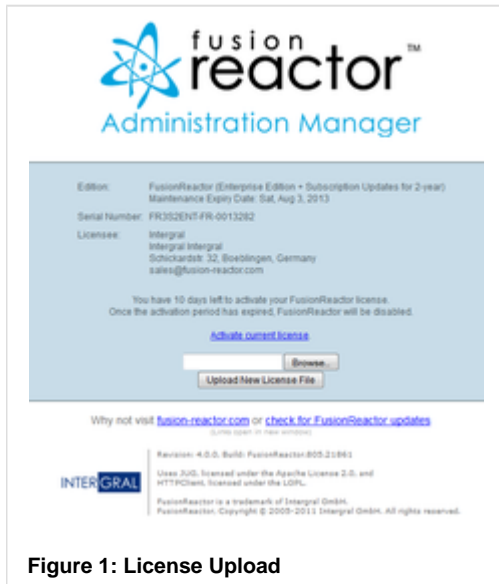 fusion
reactor™
Administration Manager
Edition: FusionReactor (Enterprise Edition + Subscription Updates for 2-year)
Maintenance Expiry Date: Sat, Aug 3, 2013
Serial Number: FR3S2ENT-FR-0013282
Licensee: Intergral
Intergral Intergral
Schickardstr. 32, Boeblingen, Germany
sales@fusion-reactor.com
You have 10 days left to activate your FusionReactor license.
Once the activation period has expired, FusionReactor will be disabled.
Activate current license
Browse..
Upload New License File
Why not visit fusion-reactor.com or check for FusionReactor updates
(Links open in new window)
INTERGRAL
Revision: 4.0.0. Build: FusionReactor.805.21861
Uses JUG, licensed under the Apache License 2.0, and
HTTPClient, licensed under the LGPL.
FusionReactor is a trademark of Intergral GmbH.
FusionReactor, Copyright © 2005-2011 Intergral GmbH. All rights reserved.
Figure 1: License Upload